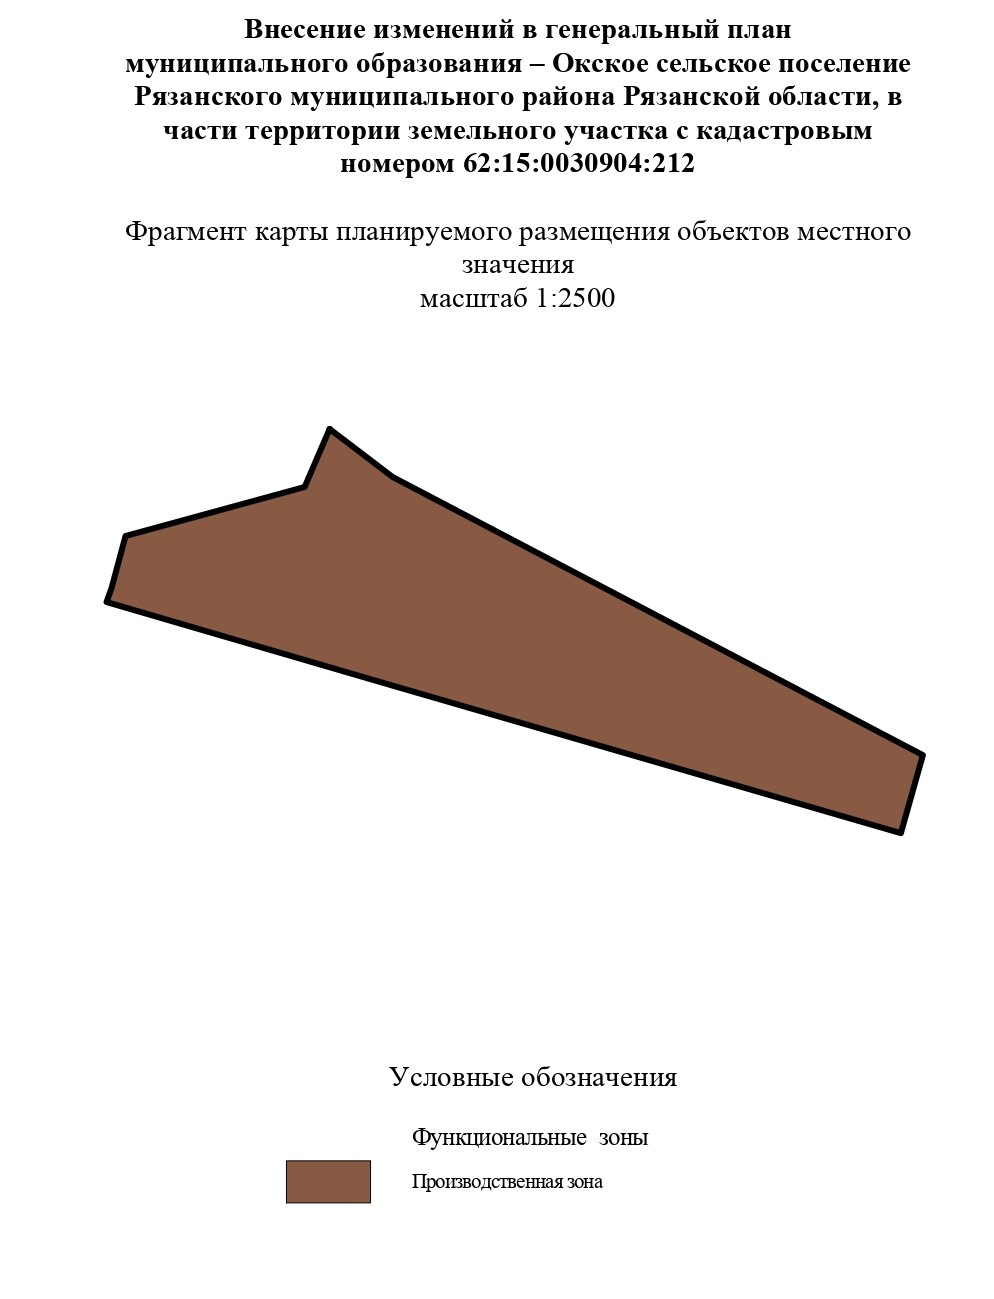 Внесение изменений в генеральный план
муниципального образования – Окское сельское поселение
Рязанского муниципального района Рязанской области, в
части территории земельного участка с кадастровым
номером 62:15:0030904:212
Фрагмент карты планируемого размещения объектов местного
значения
масштаб 1:2500
Условные обозначения
Функциональные зоны
Производственная зона